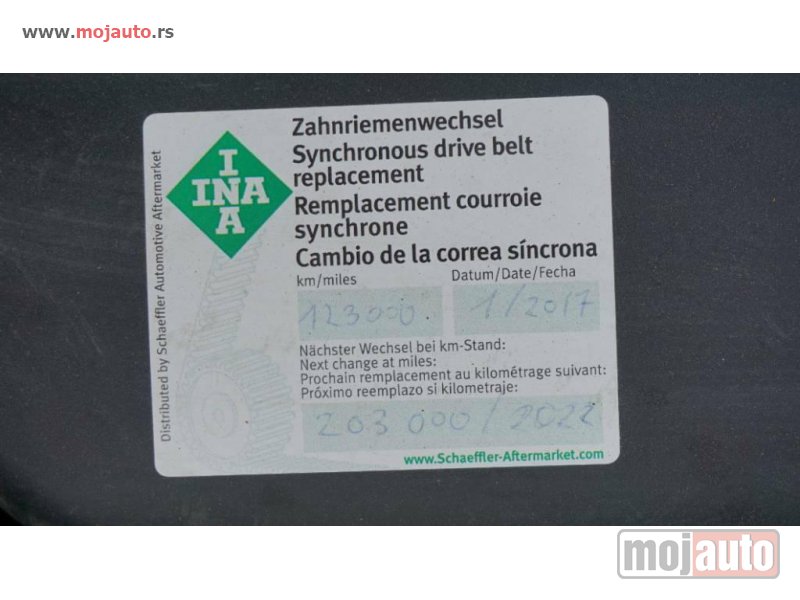 www.mojauto.rs
Distributed by Schaeffler Automotive Aftermarket
I
INA
A
Zahnriemenwechsel
Synchronous drive belt
replacement
Remplacement courroie
synchrone
Cambio de la correa síncrona
km/miles
Datum/Date/Fecha
123000
1/2017
Nächster Wechsel bei km-Stand:
Next change at miles:
Prochain remplacement au kilométrage suivant:
Próximo reemplazo si kilometraje:
203 000/2022
www.Schaeffler-Aftermarket.com
mojauto